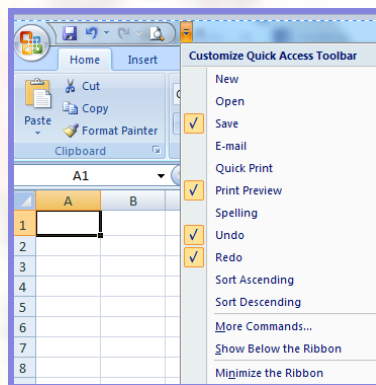 Home Insert
Cut
Copy
Paste
Format Painter
Clipboard
A1
A B
1
2
3
4
5
6
7
8
Customize Quick Access Toolbar
New
Open
Save
E-mail
Quick Print
Print Preview
Spelling
Undo
Redo
Sort Ascending
Sort Descending
More Commands...
Show Below the Ribbon
Minimize the Ribbon